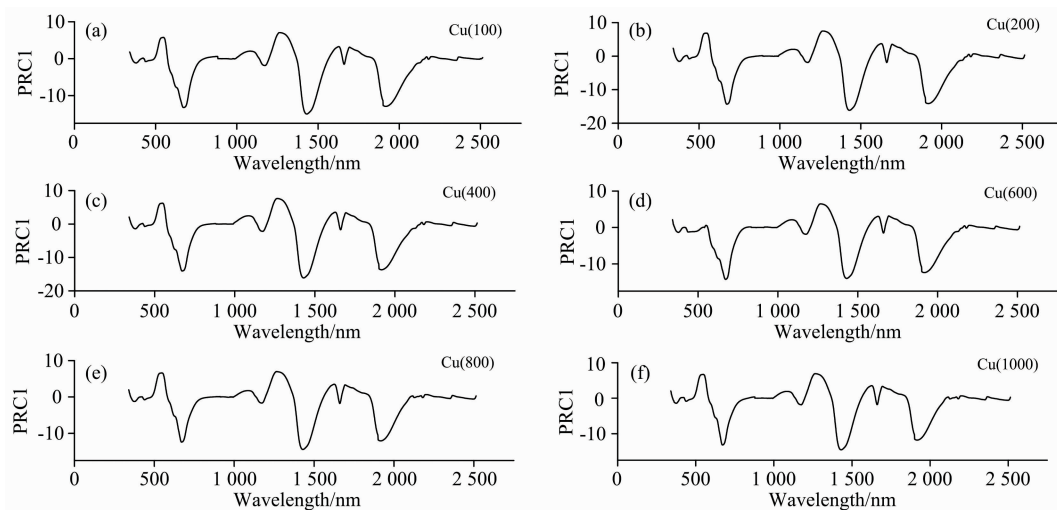 (a)
Cu(100)
PRC1
10
0
-10
0
500
1 000
1 500
2 000
2 500
Wavelength/nm
(b)
Cu(200)
PRC1
10
0
-10
-20
0
500
1 000
1 500
2 000
2 500
Wavelength/nm
(c)
Cu(400)
PRC1
10
0
-10
-20
0
500
1 000
1 500
2 000
2 500
Wavelength/nm
(d)
Cu(600)
PRC1
10
0
-10
0
500
1 000
1 500
2 000
2 500
Wavelength/nm
(e)
Cu(800)
PRC1
10
0
-10
0
500
1 000
1 500
2 000
2 500
Wavelength/nm
(f)
Cu(1000)
PRC1
10
0
-10
0
500
1 000
1 500
2 000
2 500
Wavelength/nm